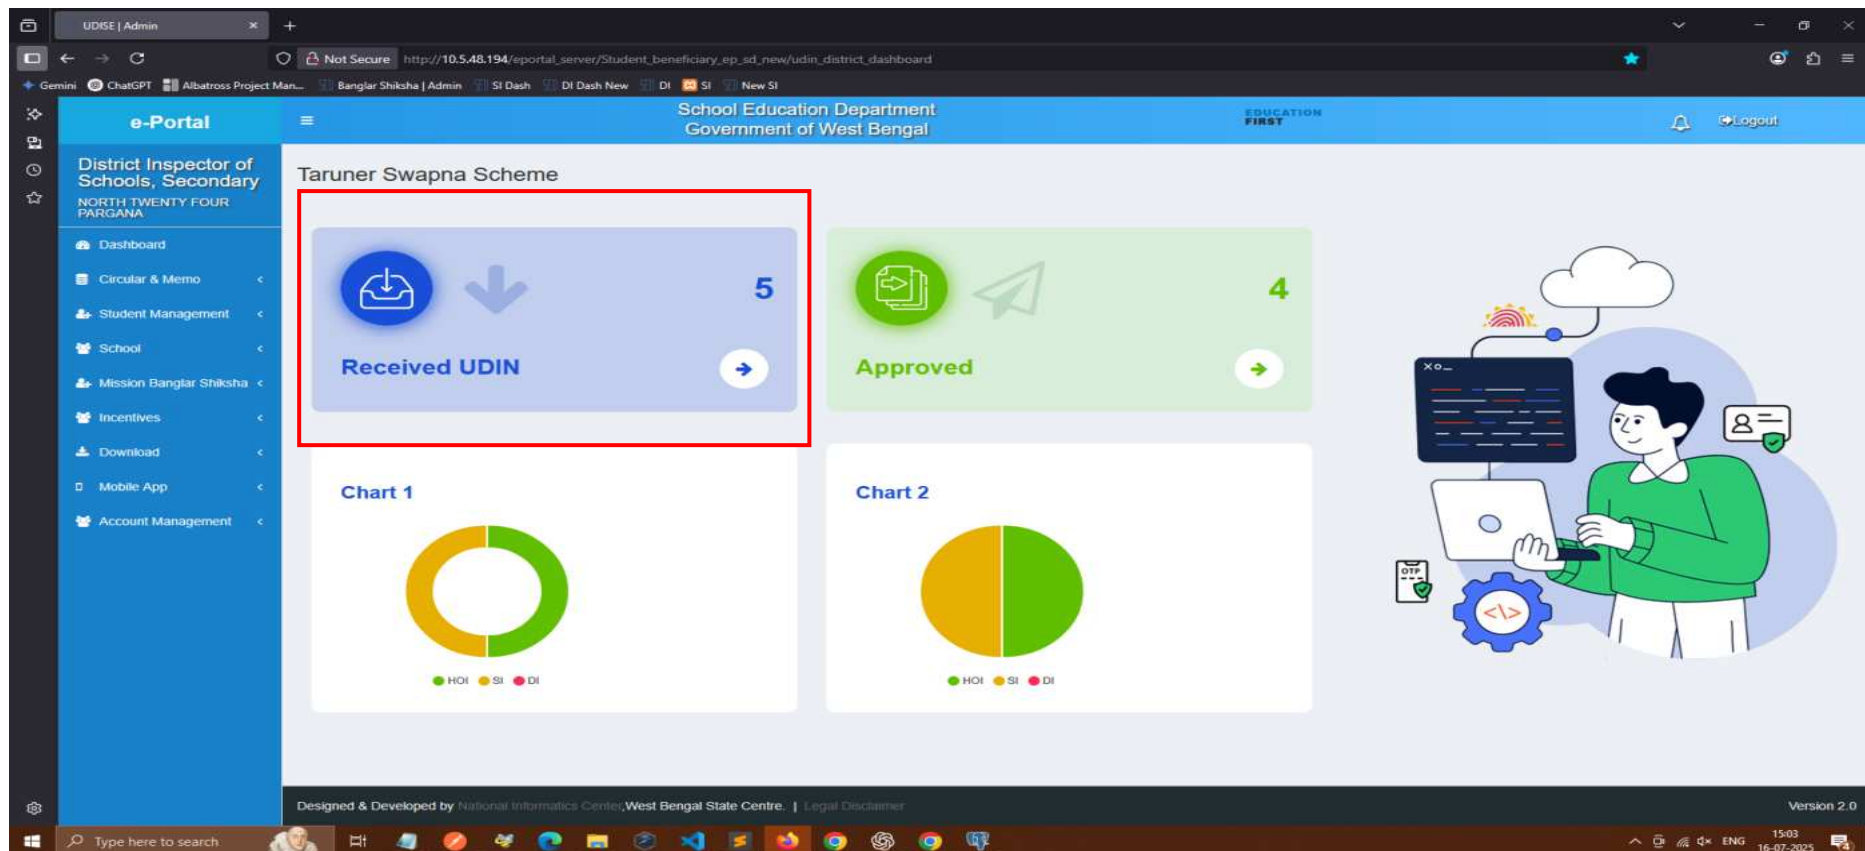 UDISE | Admin
Not Secure http://10.5.48.194/eportal_server/Student_beneficiary_ep_sd_new/udin_district_dashboard
Gemini ChatGPT Albatross Project Man... Banglar Shiksha | Admin SI Dash DI Dash New DI SI New SI
e-Portal
School Education Department
Government of West Bengal
EDUCATION
FIRST
Logout
District Inspector of
Schools, Secondary
NORTH TWENTY FOUR
PARGANA
Dashboard
Circular & Memo
Student Management
School
Mission Banglar Shiksha
Incentives
Download
Mobile App
Account Management
Taruner Swapna Scheme
5
Received UDIN
4
Approved
Chart 1
HOI SI DI
Chart 2
HOI SI DI
XO_
OTP
</>
Designed & Developed by National Informatics Center,West Bengal State Centre. | Legal Disclaimer
Version 2.0
Type here to search
ENG
15:03
16-07-2025
4